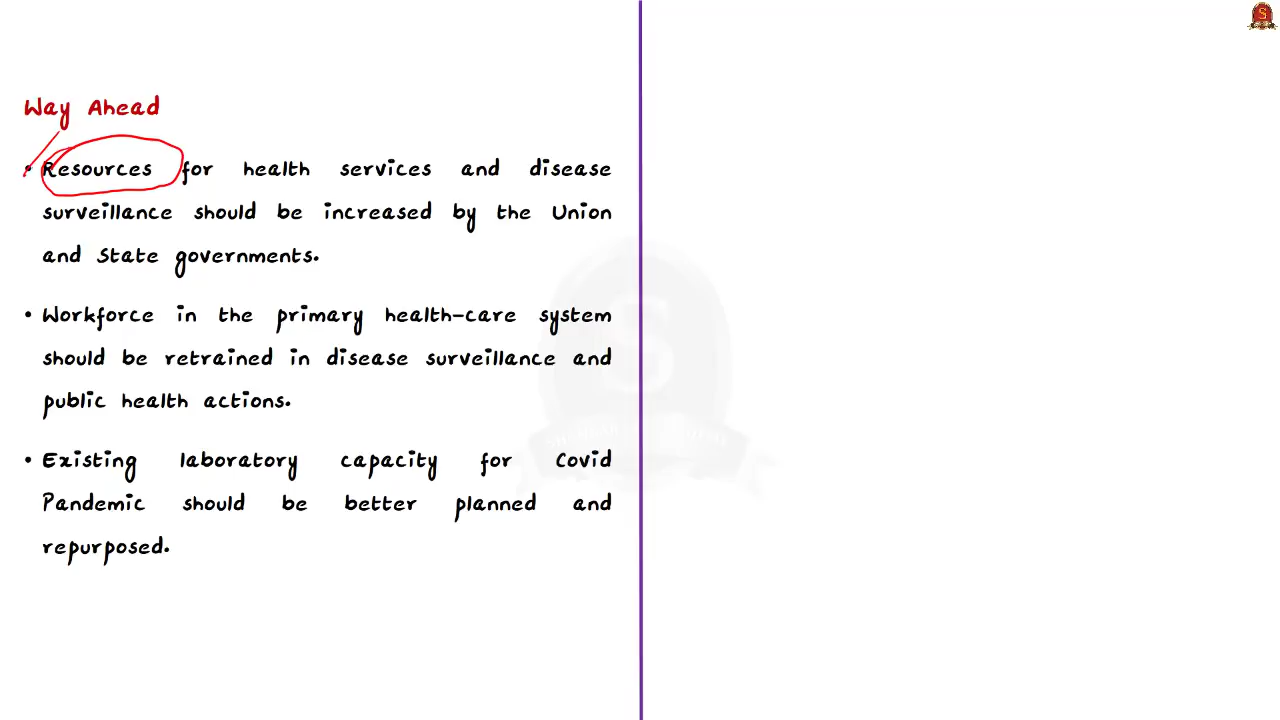 Way Ahead
• Resources for health services and disease
surveillance should be increased by the Union
and State governments.
• Workforce in the primary health-care system
should be retrained in disease surveillance and
public health actions.
• Existing laboratory capacity for Covid
Pandemic should be better planned and
repurposed.